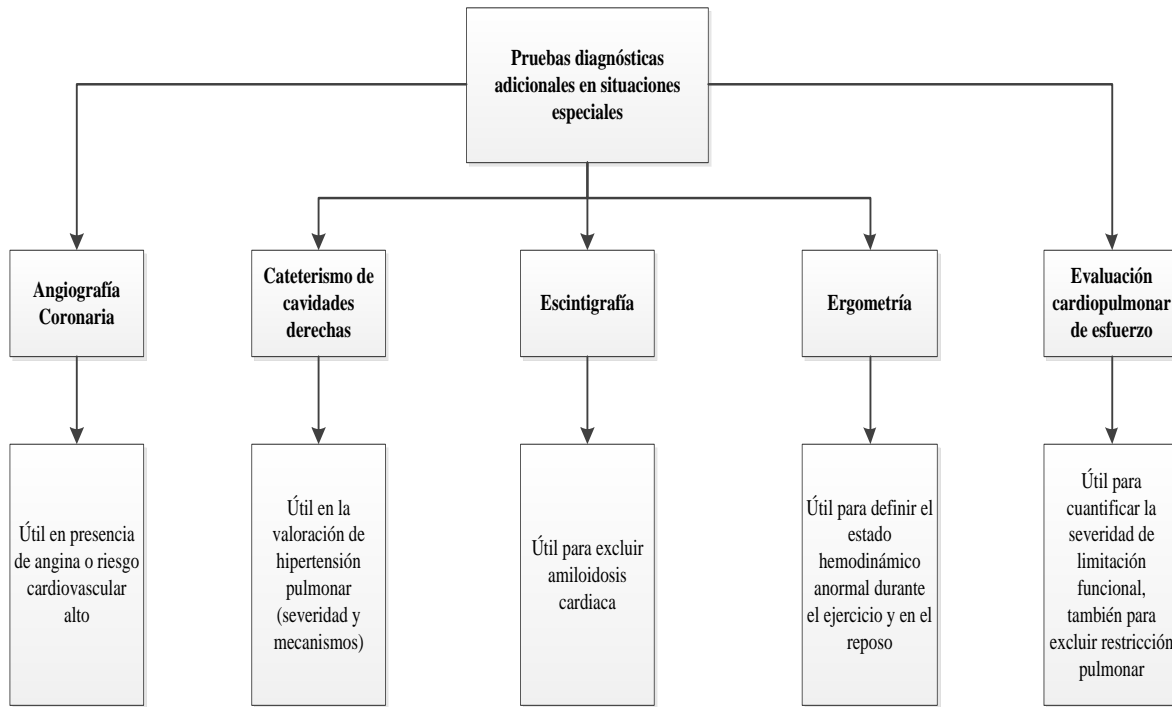 Pruebas diagnósticas
adicionales en situaciones
especiales
Angiografía
Coronaria
Cateterismo de
cavidades
derechas
Escintigrafía
Ergometría
Evaluación
cardiopulmonar
de esfuerzo
Útil en presencia
de angina o riesgo
cardiovascular
alto
Útil en la
valoración de
hipertensión
pulmonar
(severidad y
mecanismos)
Útil para excluir
amiloidosis
cardiaca
Útil para definir el
estado
hemodinámico
anormal durante
el ejercicio y en el
reposo
Útil para
cuantificar la
severidad de
limitación
funcional,
también para
excluir restricción
pulmonar